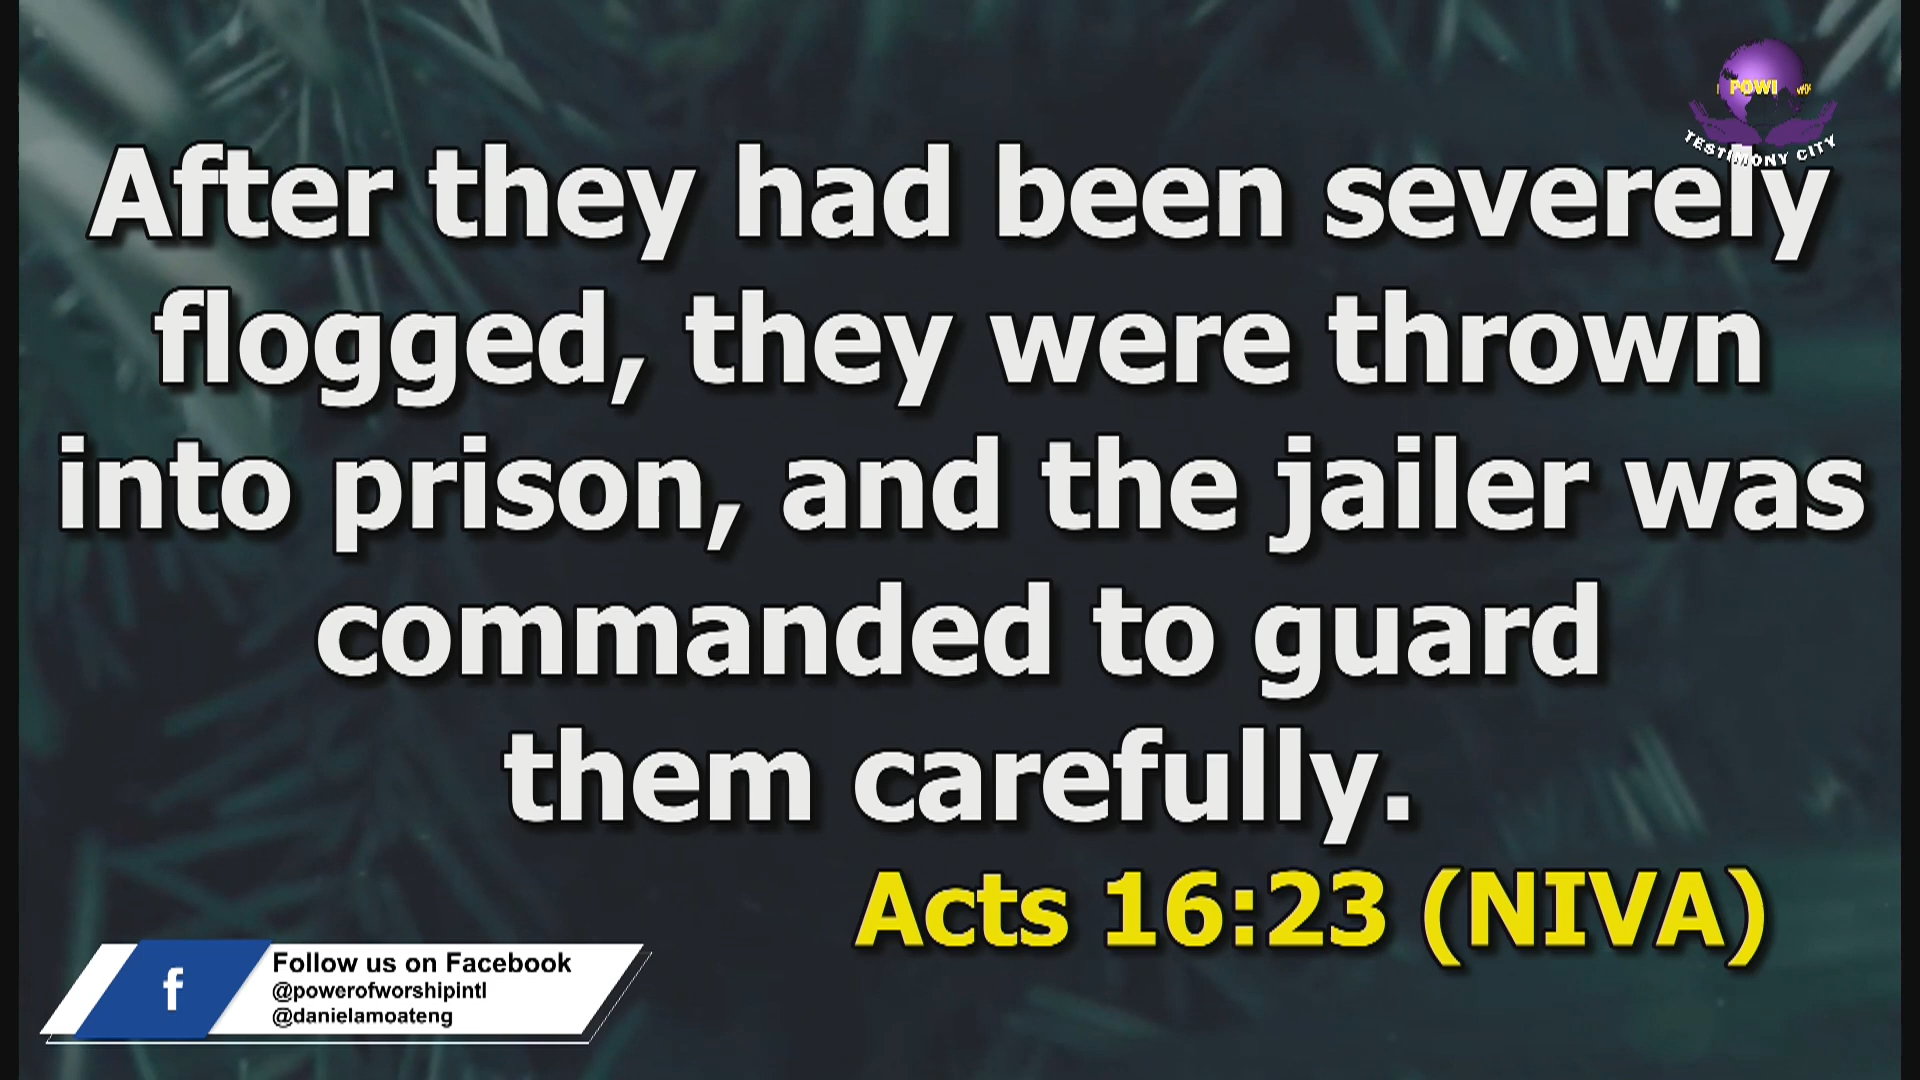 POWI
TESTIMONY CITY
After they had been severely
flogged, they were thrown
into prison, and the jailer was
commanded to guard
them carefully.
Acts 16:23 (NIVA)
f
Follow us on Facebook
@powerofworshipintl
@danielamoateng